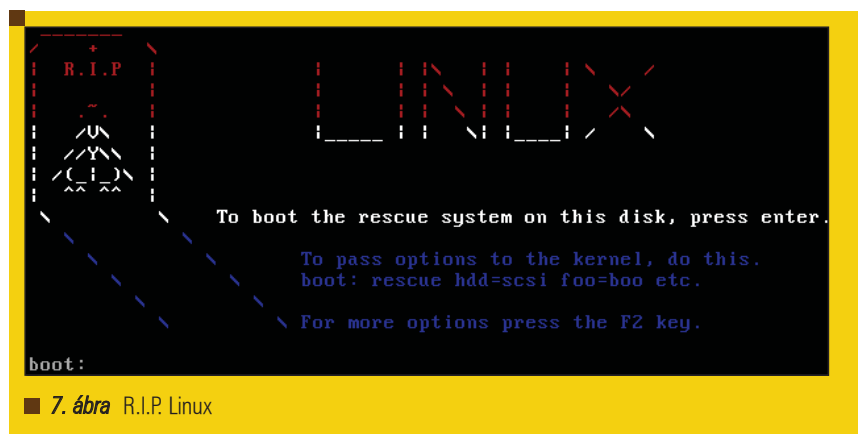 R.I.P
LINUX
To boot the rescue system on this disk, press enter.
To pass options to the kernel, do this.
boot: rescue hdd=scsi foo=boo etc.
For more options press the F2 key.
boot:
7. ábra R.I.P. Linux